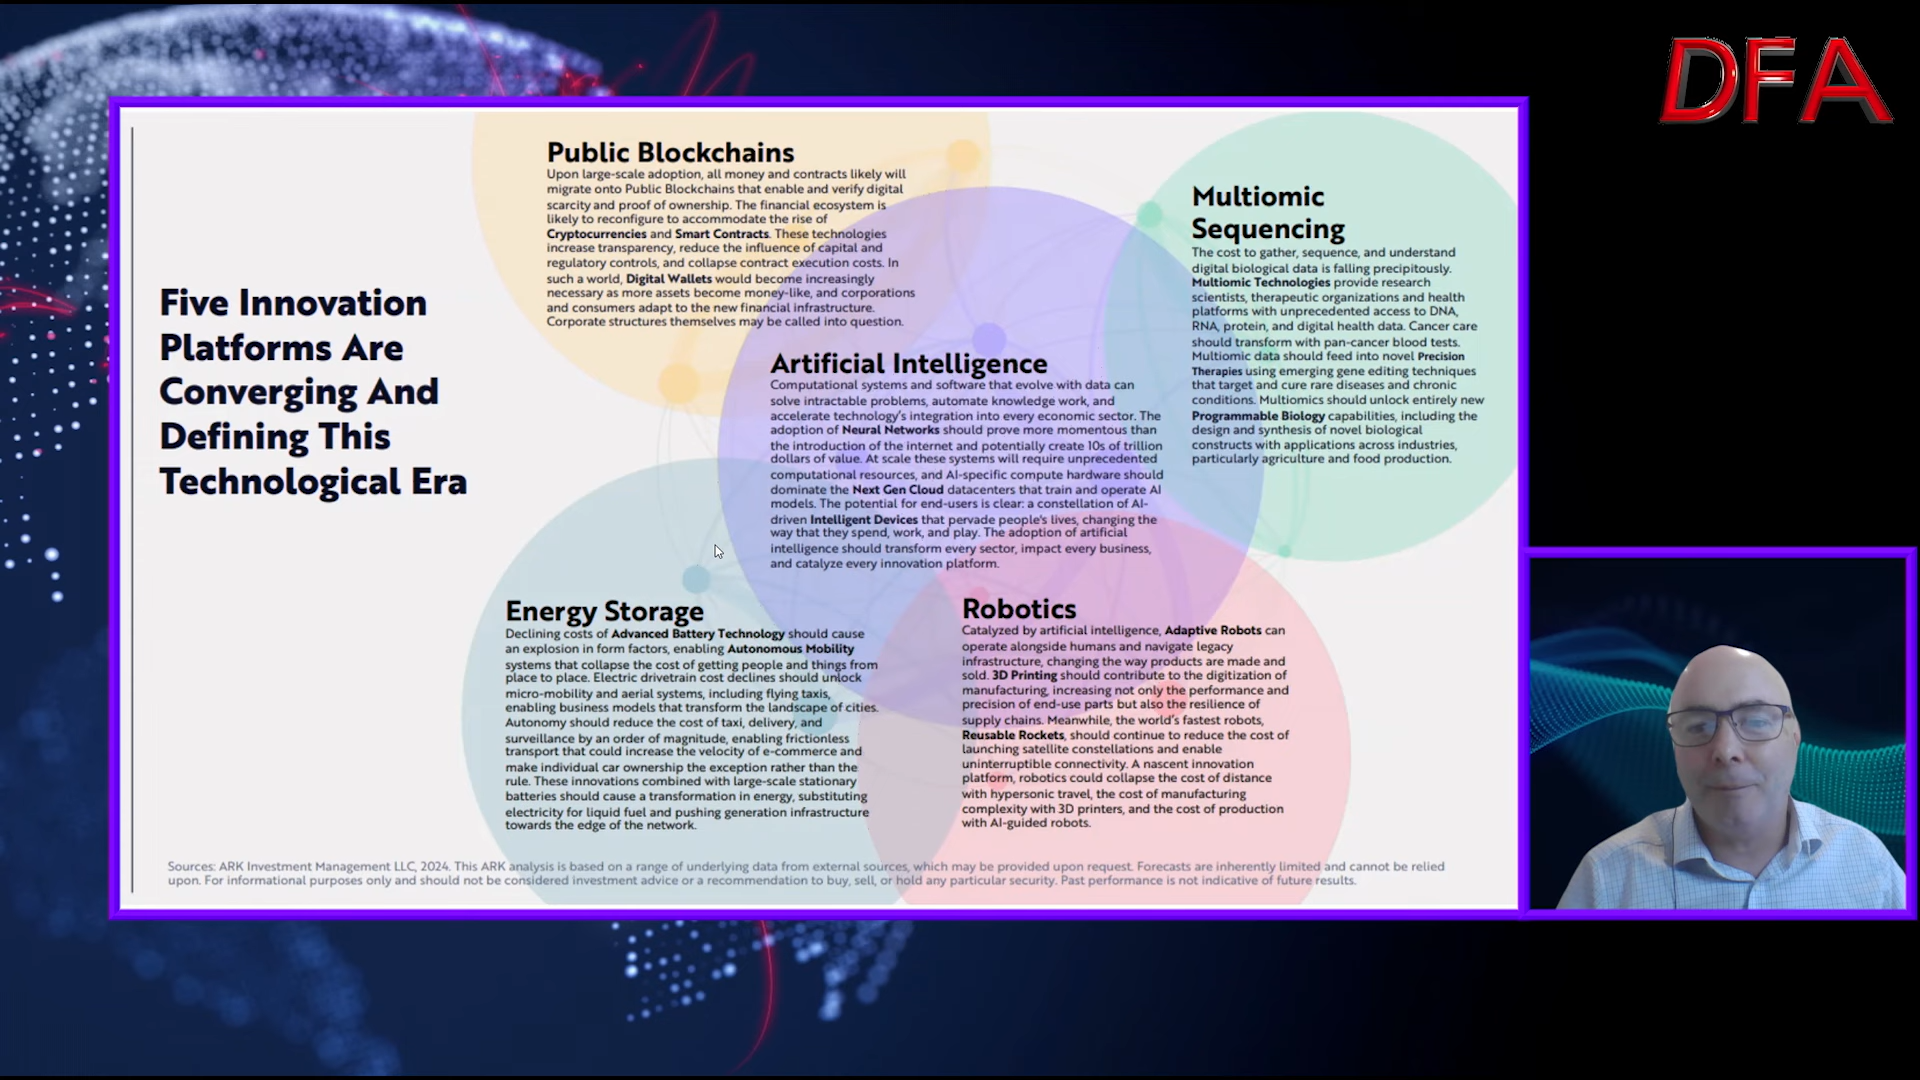 DFA
Five Innovation
Platforms Are
Converging And
Defining This
Technological Era
Public Blockchains
Upon large-scale adoption, all money and contracts likely will
migrate onto Public Blockchains that enable and verify digital
scarcity and proof of ownership. The financial ecosystem is
likely to reconfigure to accommodate the rise of
Cryptocurrencies and Smart Contracts. These technologies
increase transparency, reduce the influence of capital and
regulatory controls, and collapse contract execution costs. In
such a world, Digital Wallets would become increasingly
necessary as more assets become money-like, and corporations
and consumers adapt to the new financial infrastructure.
Corporate structures themselves may be called into question.
Multiomic
Sequencing
The cost to gather, sequence, and understand
digital biological data is falling precipitously.
Multiomic Technologies provide research
scientists, therapeutic organizations and health
platforms with unprecedented access to DNA,
RNA, protein, and digital health data. Cancer care
should transform with pan-cancer blood tests.
Multiomic data should feed into novel Precision
Therapies using emerging gene editing techniques
that target and cure rare diseases and chronic
conditions. Multiomics should unlock entirely new
Programmable Biology capabilities, including the
design and synthesis of novel biological
constructs with applications across industries,
particularly agriculture and food production.
Artificial Intelligence
Computational systems and software that evolve with data can
solve intractable problems, automate knowledge work, and
accelerate technology's integration into every economic sector. The
adoption of Neural Networks should prove more momentous than
the introduction of the internet and potentially create 10s of trillion
dollars of value. At scale these systems will require unprecedented
computational resources, and AI-specific compute hardware should
dominate the Next Gen Cloud datacenters that train and operate AI
models. The potential for end-users is clear: a constellation of AI-
driven Intelligent Devices that pervade people's lives, changing the
way that they spend, work, and play. The adoption of artificial
intelligence should transform every sector, impact every business,
and catalyze every innovation platform.
Energy Storage
Declining costs of Advanced Battery Technology should cause
an explosion in form factors, enabling Autonomous Mobility
systems that collapse the cost of getting people and things from
place to place. Electric drivetrain cost declines should unlock
micro-mobility and aerial systems, including flying taxis,
enabling business models that transform the landscape of cities.
Autonomy should reduce the cost of taxi, delivery, and
surveillance by an order of magnitude, enabling frictionless
transport that could increase the velocity of e-commerce and
make individual car ownership the exception rather than the
rule. These innovations combined with large-scale stationary
batteries should cause a transformation in energy, substituting
electricity for liquid fuel and pushing generation infrastructure
towards the edge of the network.
Robotics
Catalyzed by artificial intelligence, Adaptive Robots can
operate alongside humans and navigate legacy
infrastructure, changing the way products are made and
sold. 3D Printing should contribute to the digitization of
manufacturing, increasing not only the performance and
precision of end-use parts but also the resilience of
supply chains. Meanwhile, the world's fastest robots,
Reusable Rockets, should continue to reduce the cost of
launching satellite constellations and enable
uninterruptible connectivity. A nascent innovation
platform, robotics could collapse the cost of distance
with hypersonic travel, the cost of manufacturing
complexity with 3D printers, and the cost of production
with AI-guided robots.
Sources: ARK Investment Management LLC, 2024. This ARK analysis is based on a range of underlying data from external sources, which may be provided upon request. Forecasts are inherently limited and cannot be relied
upon. For informational purposes only and should not be considered investment advice or a recommendation to buy, sell, or hold any particular security. Past performance is not indicative of future results.